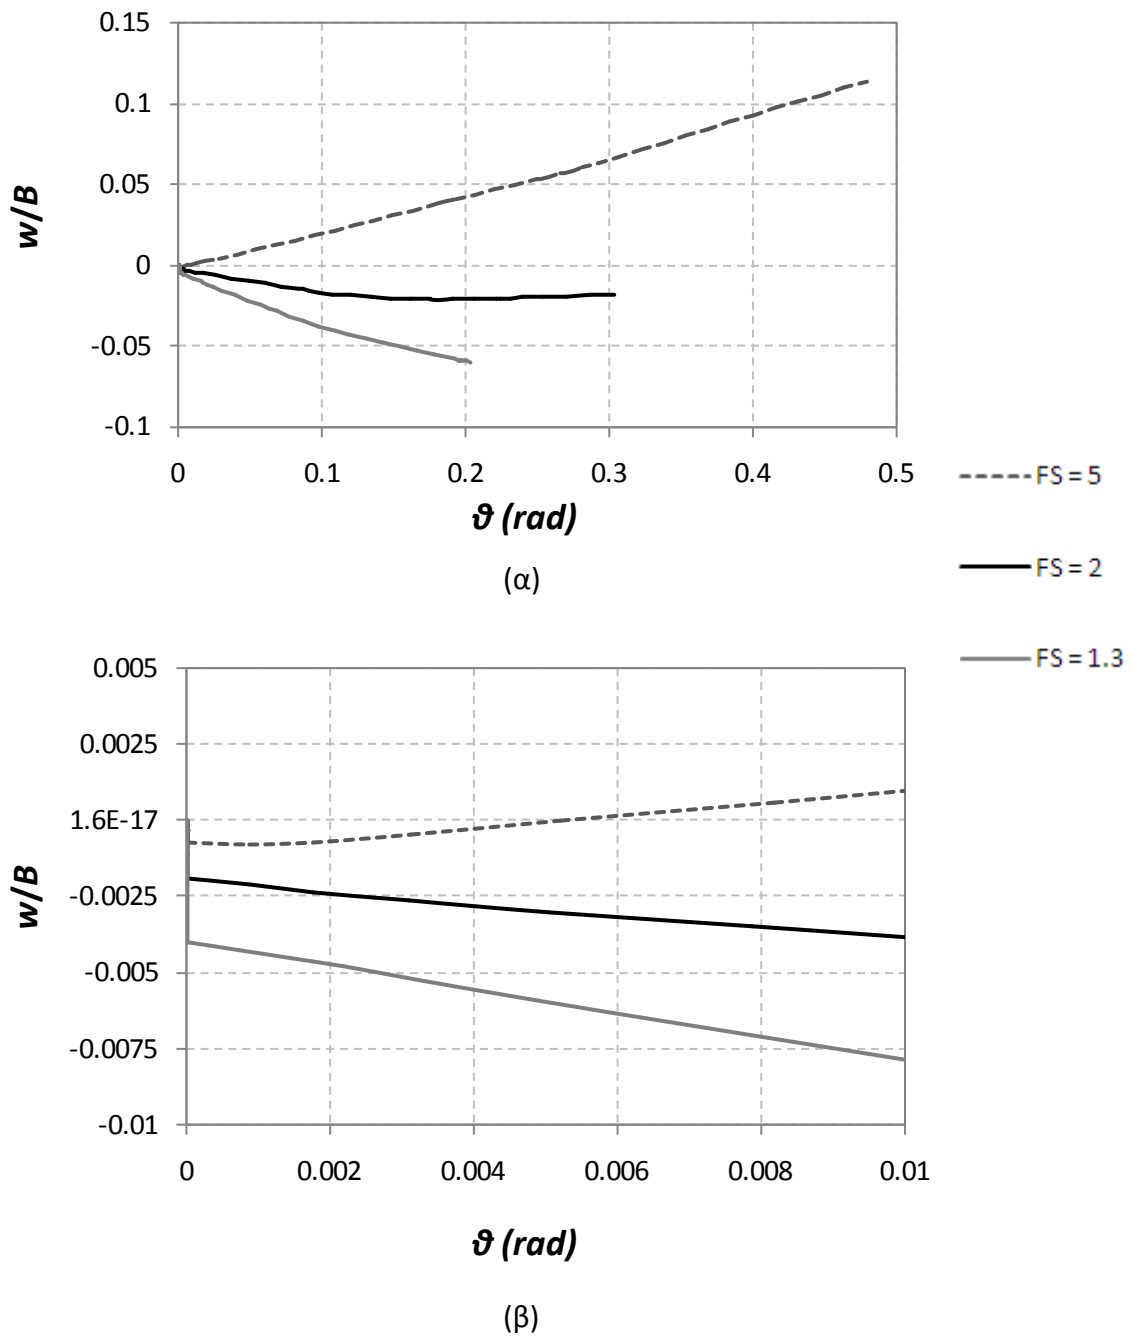 0.15
0.1
0.05
0
-0.05
-0.1
w/B
0 0.1 0.2 0.3 0.4 0.5
ϑ (rad)
(α)
FS = 5
FS = 2
FS = 1.3
0.005
0.0025
1.6E-17
-0.0025
-0.005
-0.0075
-0.01
w/B
0 0.002 0.004 0.006 0.008 0.01
ϑ (rad)
(β)